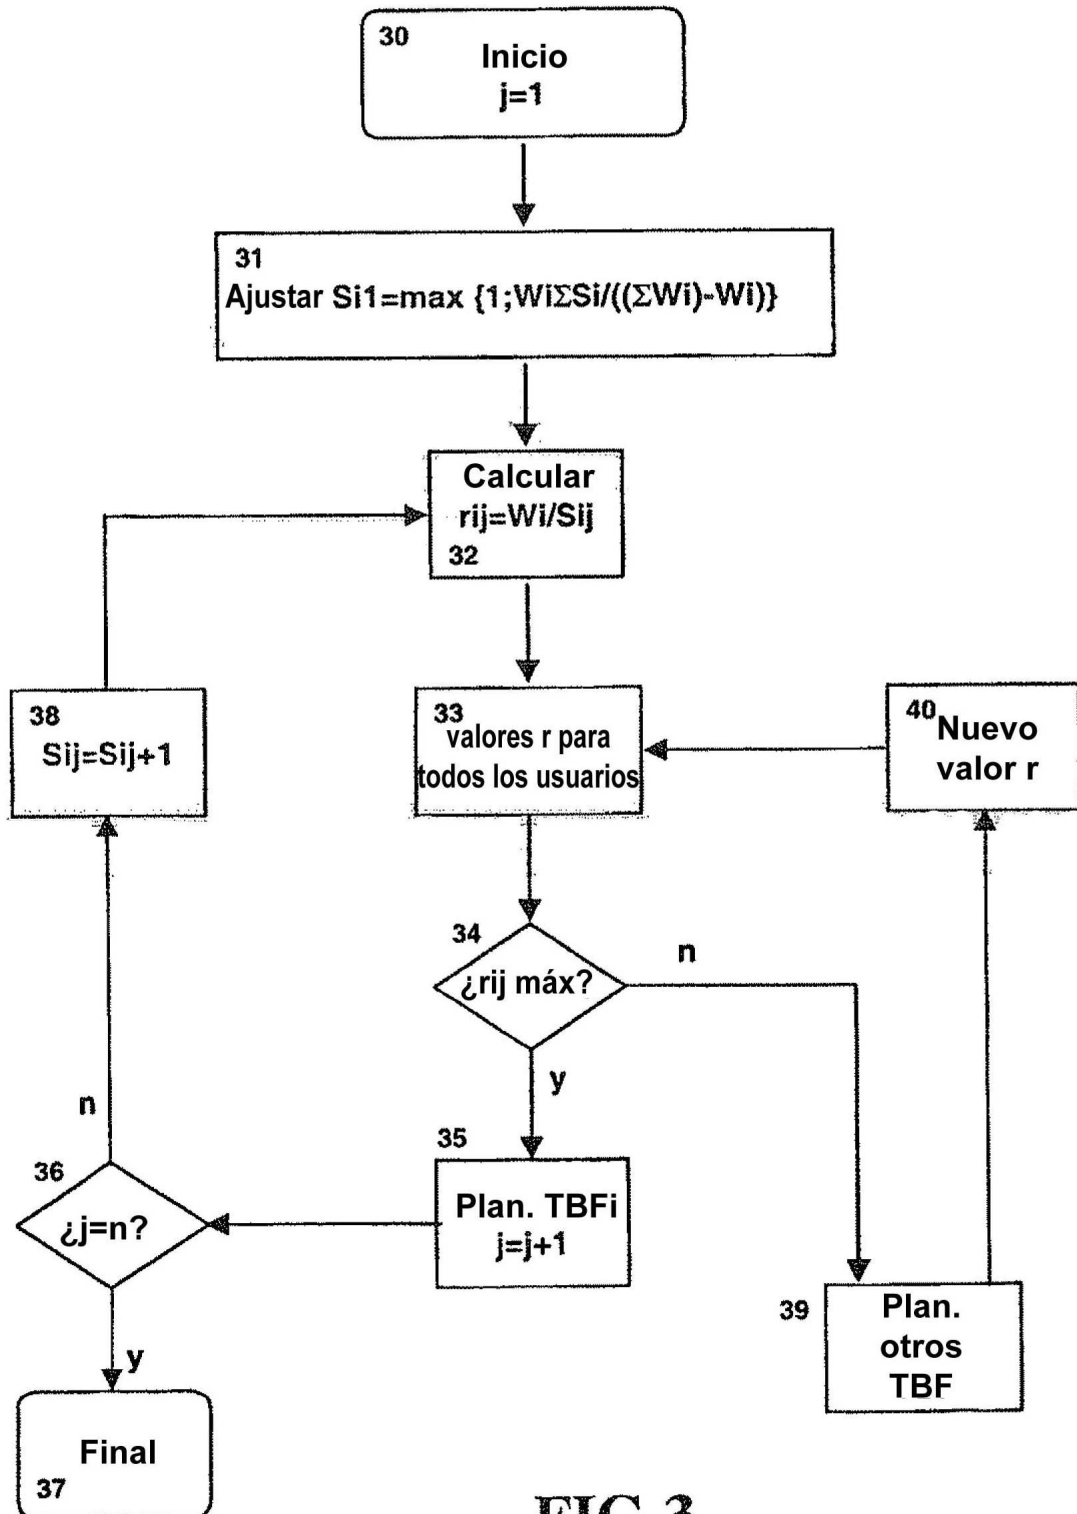 30
Inicio
j=1
31
Ajustar Si1=max {1;WiΣSi/((ΣWi)-Wi)}
Calcular
rij=Wi/Sij
32
38
Sij=Sij+1
33
valores r para
todos los usuarios
40
Nuevo
valor r
34
¿rij máx?
n
y
n
35
Plan. TBFi
j=j+1
36
¿j=n?
y
39
Plan.
otros
TBF
Final
37
FIG 3